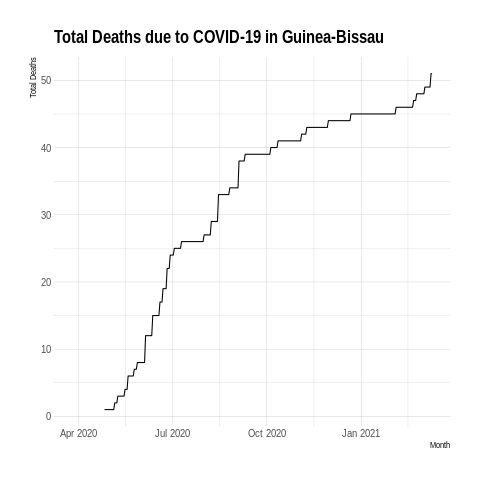 Total Deaths due to COVID-19 in Guinea-Bissau
Total Deaths
50
40
30
20
10
0
Apr 2020 Jul 2020 Oct 2020 Jan 2021
Month